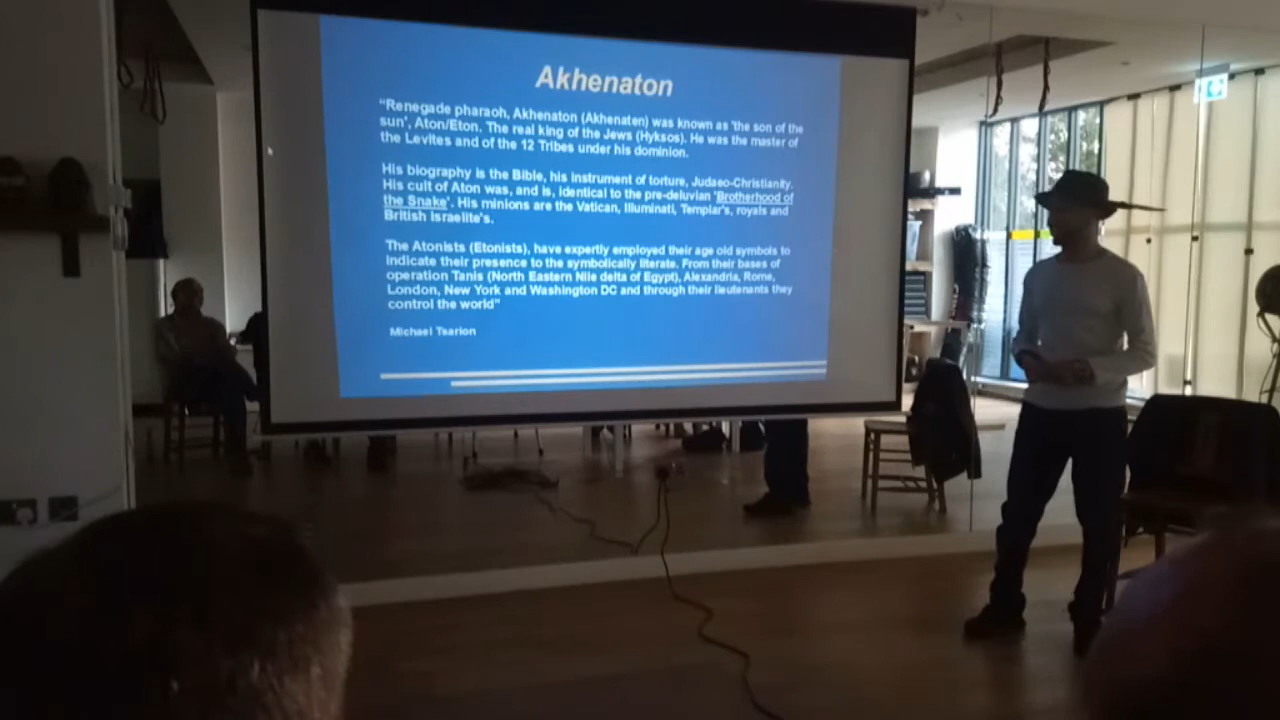 Akhenaton
"Renegade pharaoh, Akhenaton (Akhenaten) was known as 'the son of the
sun', Aton/Eton. The real king of the Jews (Hyksos). He was the master of
the Levites and of the 12 Tribes under his dominion.
His biography is the Bible, his instrument of torture, Judaeo-Christianity.
His cult of Aton was, and is, identical to the pre-deluvian 'Brotherhood of
the Snake'. His minions are the Vatican, Illuminati, Templar's, royals and
British Israelite's.
The Atonists (Etonists), have expertly employed their age old symbols to
indicate their presence to the symbolically literate. From their bases of
operation Tanis (North Eastern Nile delta of Egypt), Alexandria, Rome,
London, New York and Washington DC and through their lieutenants they
control the world"
Michael Tsarion